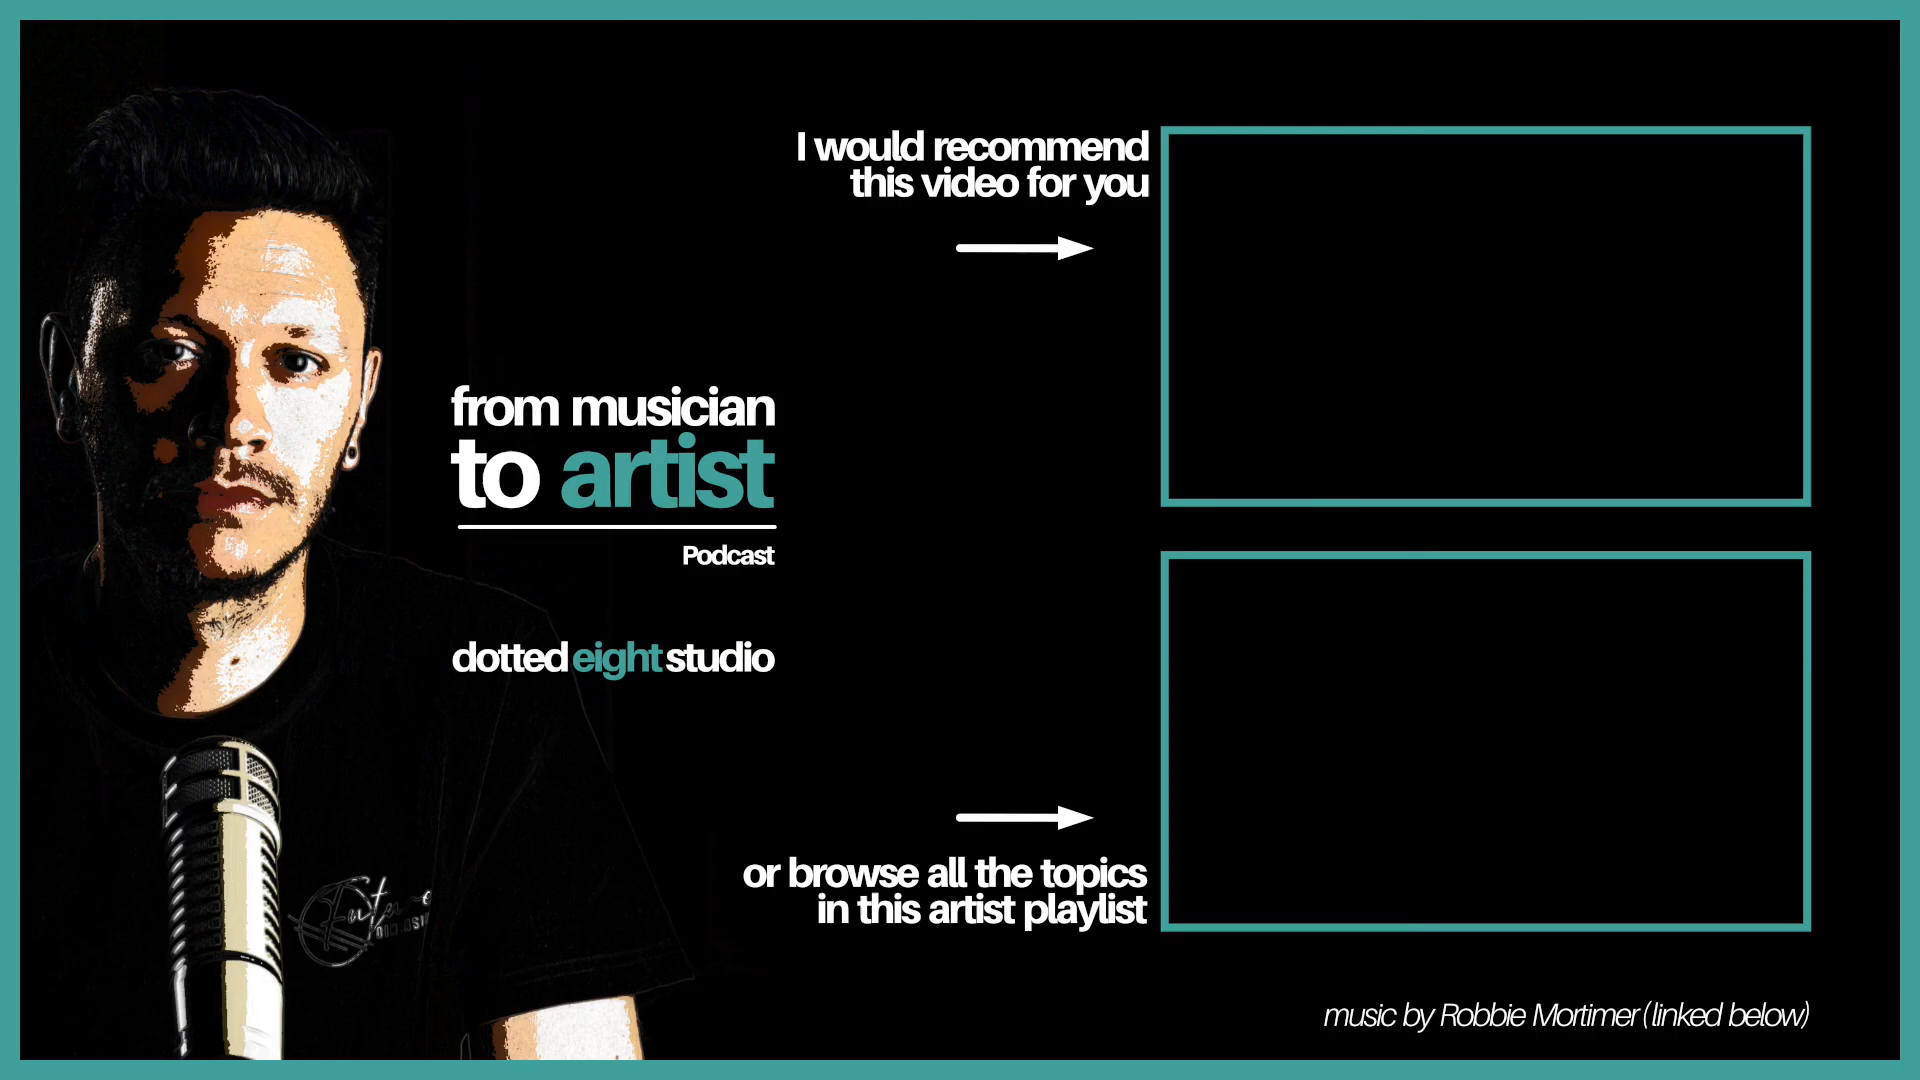 I would recommend
this video for you
from musician
to artist
Podcast
dotted eight studio
or browse all the topics
in this artist playlist
music by Robbie Mortimer (linked below)